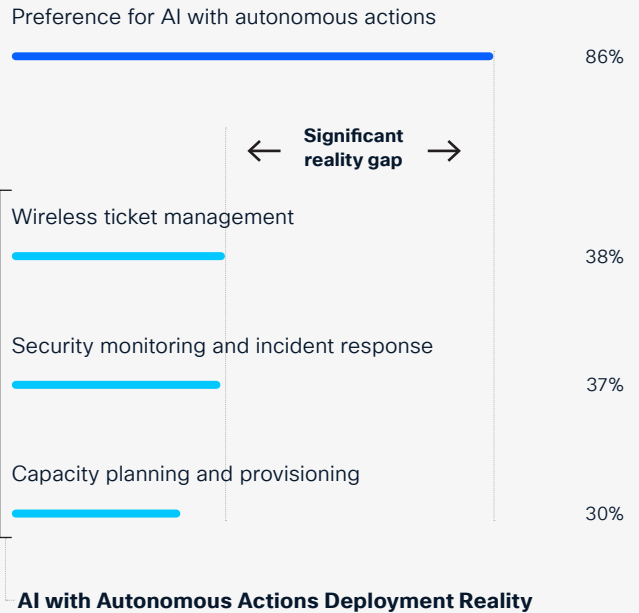 Preference for AI with autonomous actions
86%
Significant
reality gap
Wireless ticket management
38%
Security monitoring and incident response
37%
Capacity planning and provisioning
30%
AI with Autonomous Actions Deployment Reality